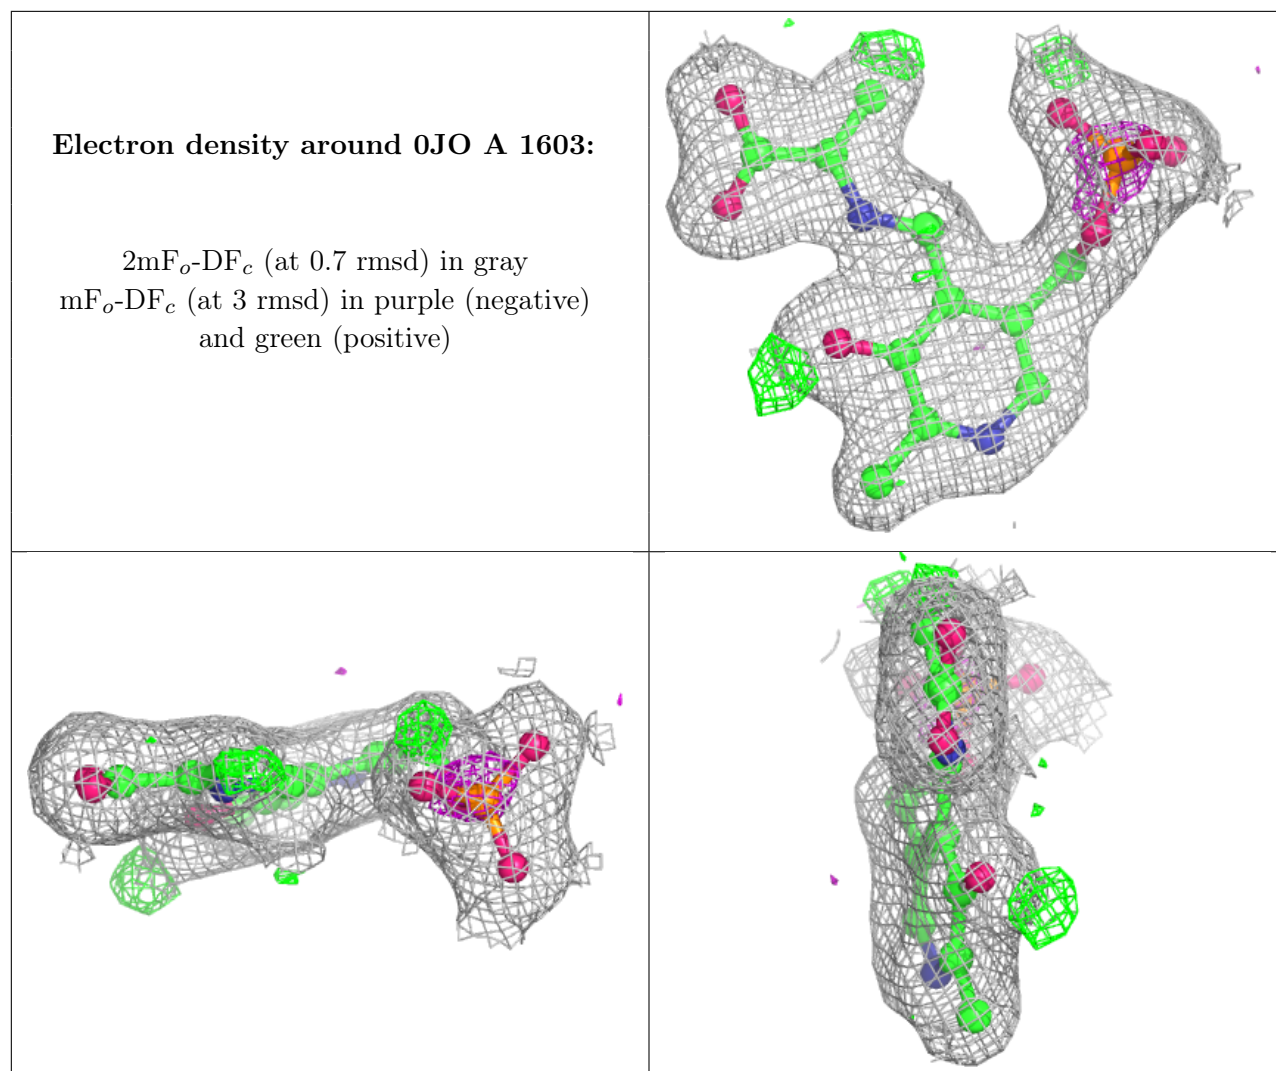 Electron density around 0JO A 1603:
2mFₒ-DF𝒸 (at 0.7 rmsd) in gray
mFₒ-DF𝒸 (at 3 rmsd) in purple (negative)
and green (positive)